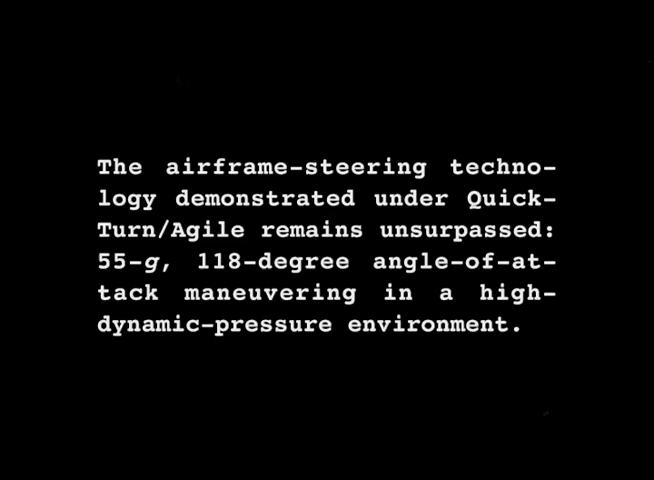 The airframe-steering techno-
logy demonstrated under Quick-
Turn/Agile remains unsurpassed:
55-g, 118-degree angle-of-at-
tack maneuvering in a high-
dynamic-pressure environment.